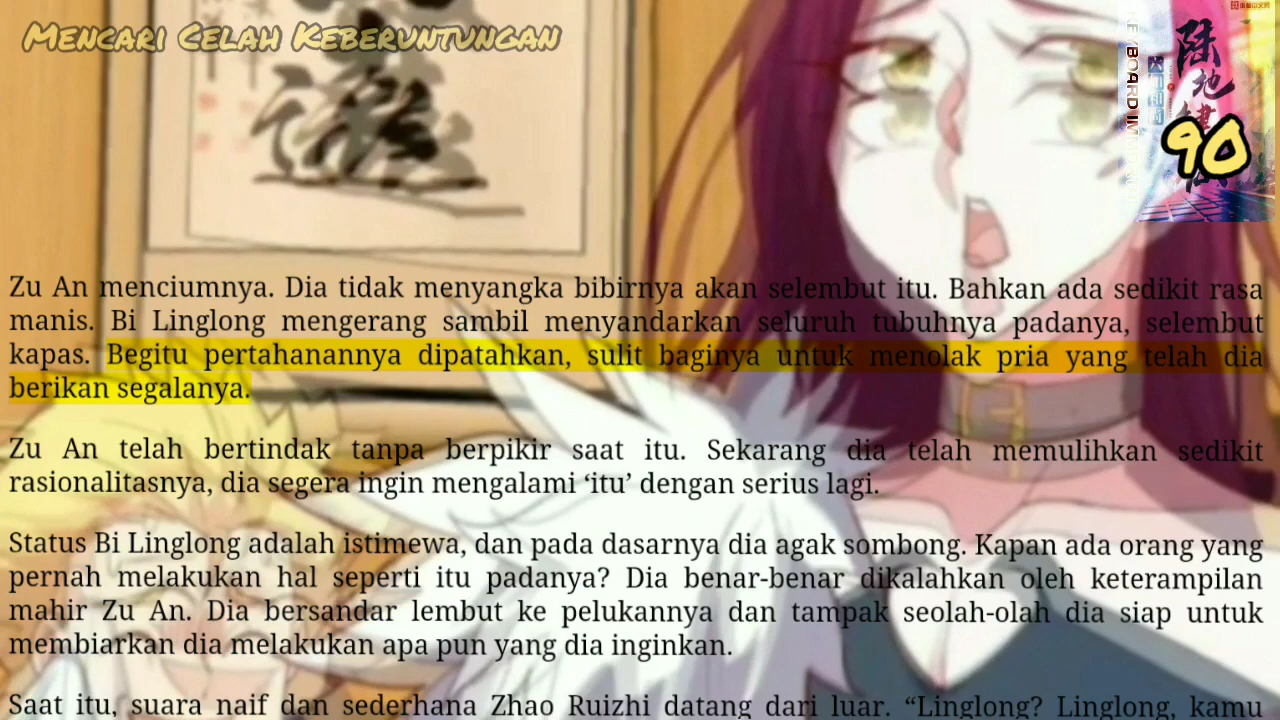 Mencari Celah Keberuntungan
陆地键仙
KEYBOARD IM
90
Zu An menciumnya. Dia tidak menyangka bibirnya akan selembut itu. Bahkan ada sedikit rasa
manis. Bi Linglong mengerang sambil menyandarkan seluruh tubuhnya padanya, selembut
kapas. Begitu pertahanannya dipatahkan, sulit baginya untuk menolak pria yang telah dia
berikan segalanya.
Zu An telah bertindak tanpa berpikir saat itu. Sekarang dia telah memulihkan sedikit
rasionalitasnya, dia segera ingin mengalami ‘itu’ dengan serius lagi.
Status Bi Linglong adalah istimewa, dan pada dasarnya dia agak sombong. Kapan ada orang yang
pernah melakukan hal seperti itu padanya? Dia benar-benar dikalahkan oleh keterampilan
mahir Zu An. Dia bersandar lembut ke pelukannya dan tampak seolah-olah dia siap untuk
membiarkan dia melakukan apa pun yang dia inginkan.
Saat itu, suara naif dan sederhana Zhao Ruizhi datang dari luar. “Linglong? Linglong, kamu